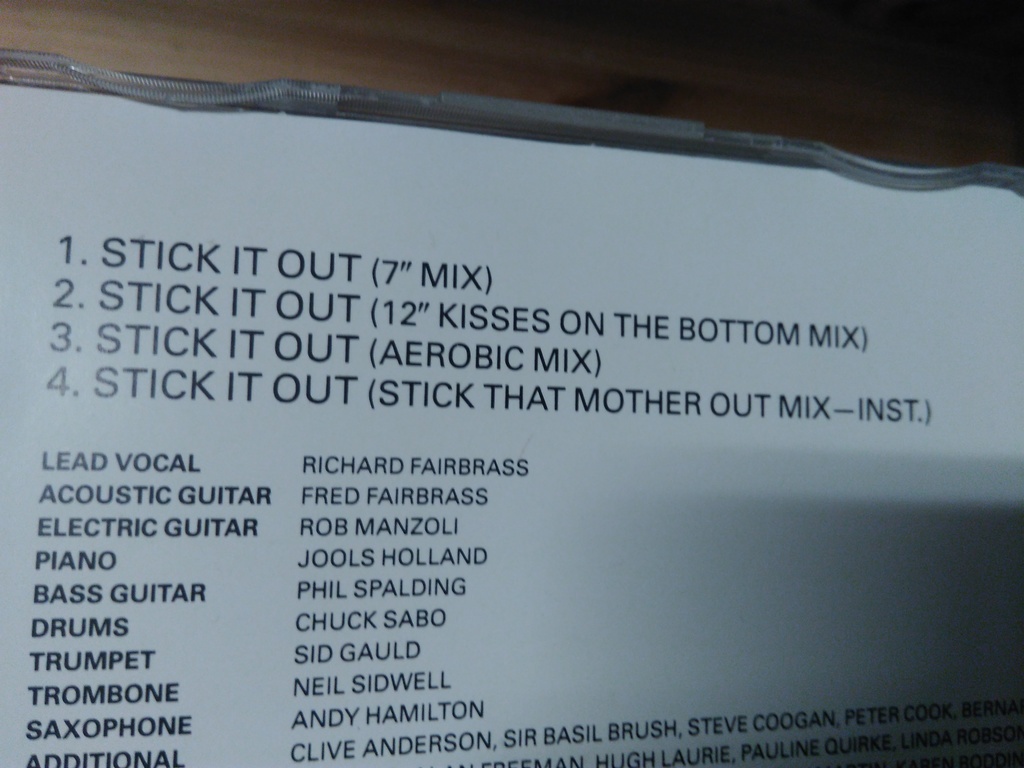 1. STICK IT OUT (7" MIX)
2. STICK IT OUT (12" KISSES ON THE BOTTOM MIX)
3. STICK IT OUT (AEROBIC MIX)
4. STICK IT OUT (STICK THAT MOTHER OUT MIX–INST.)
LEAD VOCAL RICHARD FAIRBRASS
ACOUSTIC GUITAR FRED FAIRBRASS
ELECTRIC GUITAR ROB MANZOLI
PIANO JOOLS HOLLAND
BASS GUITAR PHIL SPALDING
DRUMS CHUCK SABO
TRUMPET SID GAULD
TROMBONE NEIL SIDWELL
SAXOPHONE ANDY HAMILTON
ADDITIONAL CLIVE ANDERSON, SIR BASIL BRUSH, STEVE COOGAN, PETER COOK,
FREEMAN, HUGH LAURIE, PAULINE QUIRKE, LINDA ROBSON
KAREN